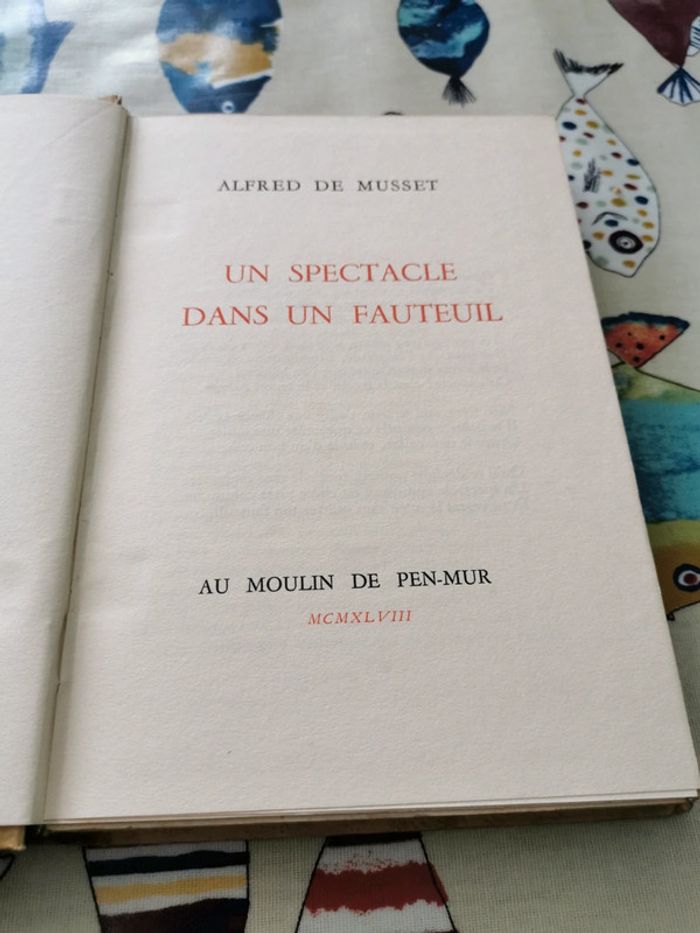 ALFRED DE MUSSET
UN SPECTACLE
DANS UN FAUTEUIL
AU MOULIN DE PEN-MUR
MCMXLVIII